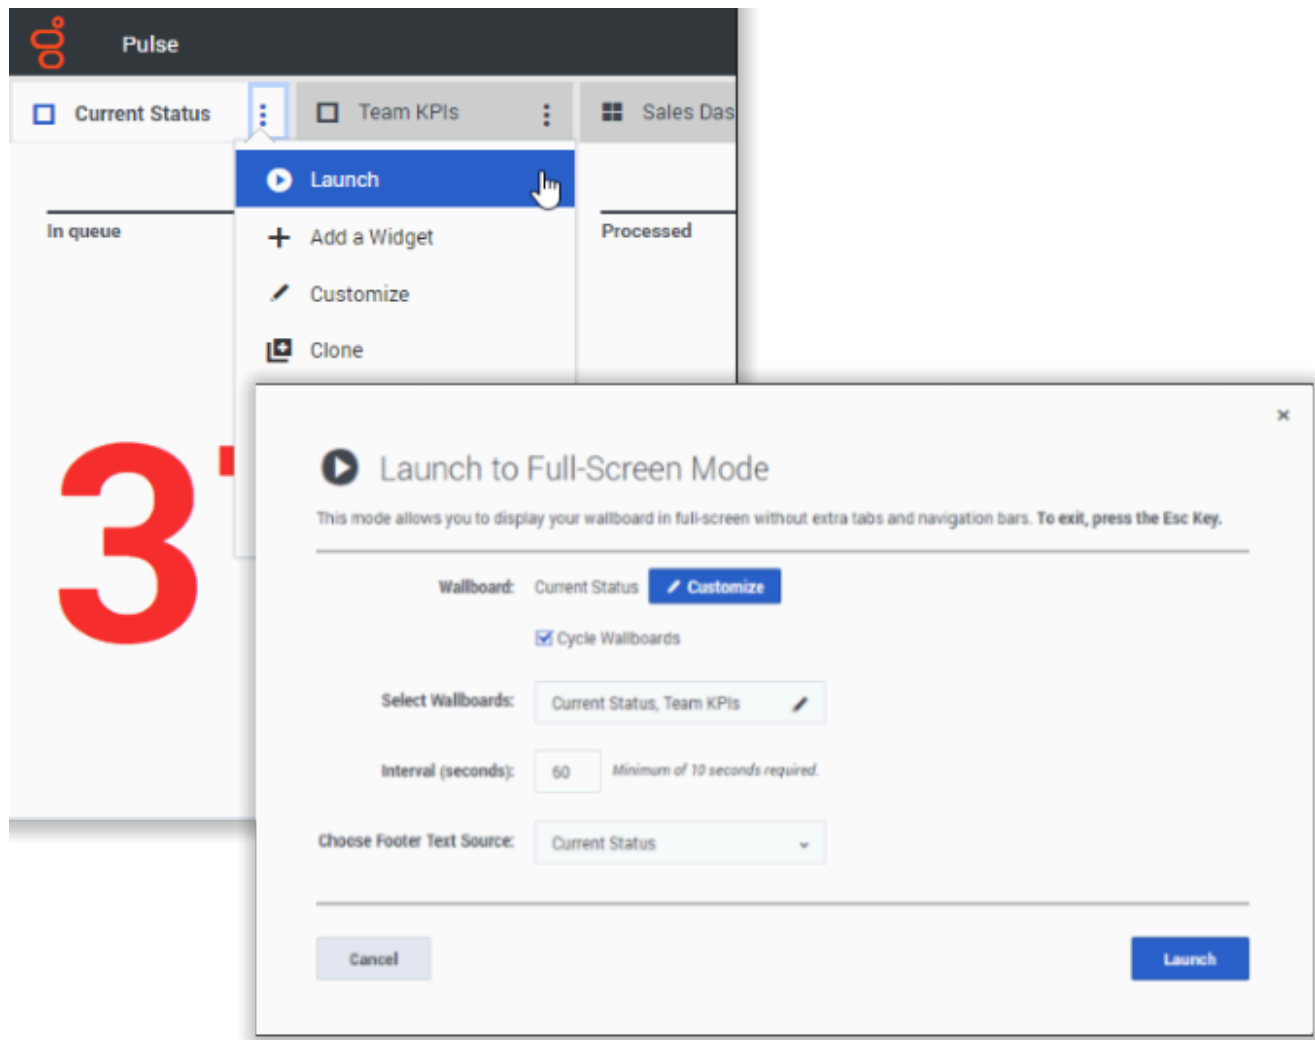 Pulse
Current Status
Team KPIs
Sales Das
Launch
In queue
Add a Widget
Processed
Customize
Clone
3
Launch to Full-Screen Mode
This mode allows you to display your wallboard in full-screen without extra tabs and navigation bars. To exit, press the Esc Key.
Wallboard: Current Status Customize
Cycle Wallboards
Select Wallboards: Current Status, Team KPIs
Interval (seconds): 60 Minimum of 10 seconds required.
Choose Footer Text Source: Current Status
Cancel
Launch